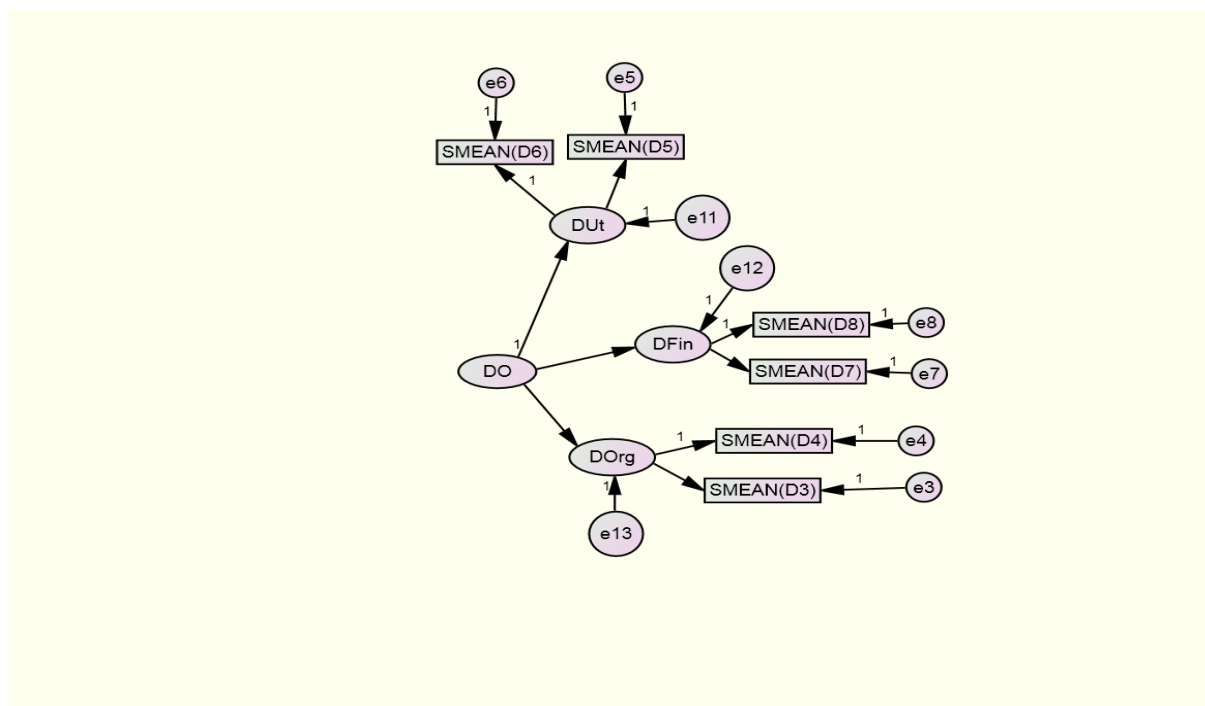 e6
e5
1
1
SMEAN(D6)
SMEAN(D5)
1
DUt
1
e11
e12
1
1
SMEAN(D8)
1
e8
DFin
1
DO
SMEAN(D7)
1
e7
1
SMEAN(D4)
1
e4
DOrg
SMEAN(D3)
1
e3
1
e13